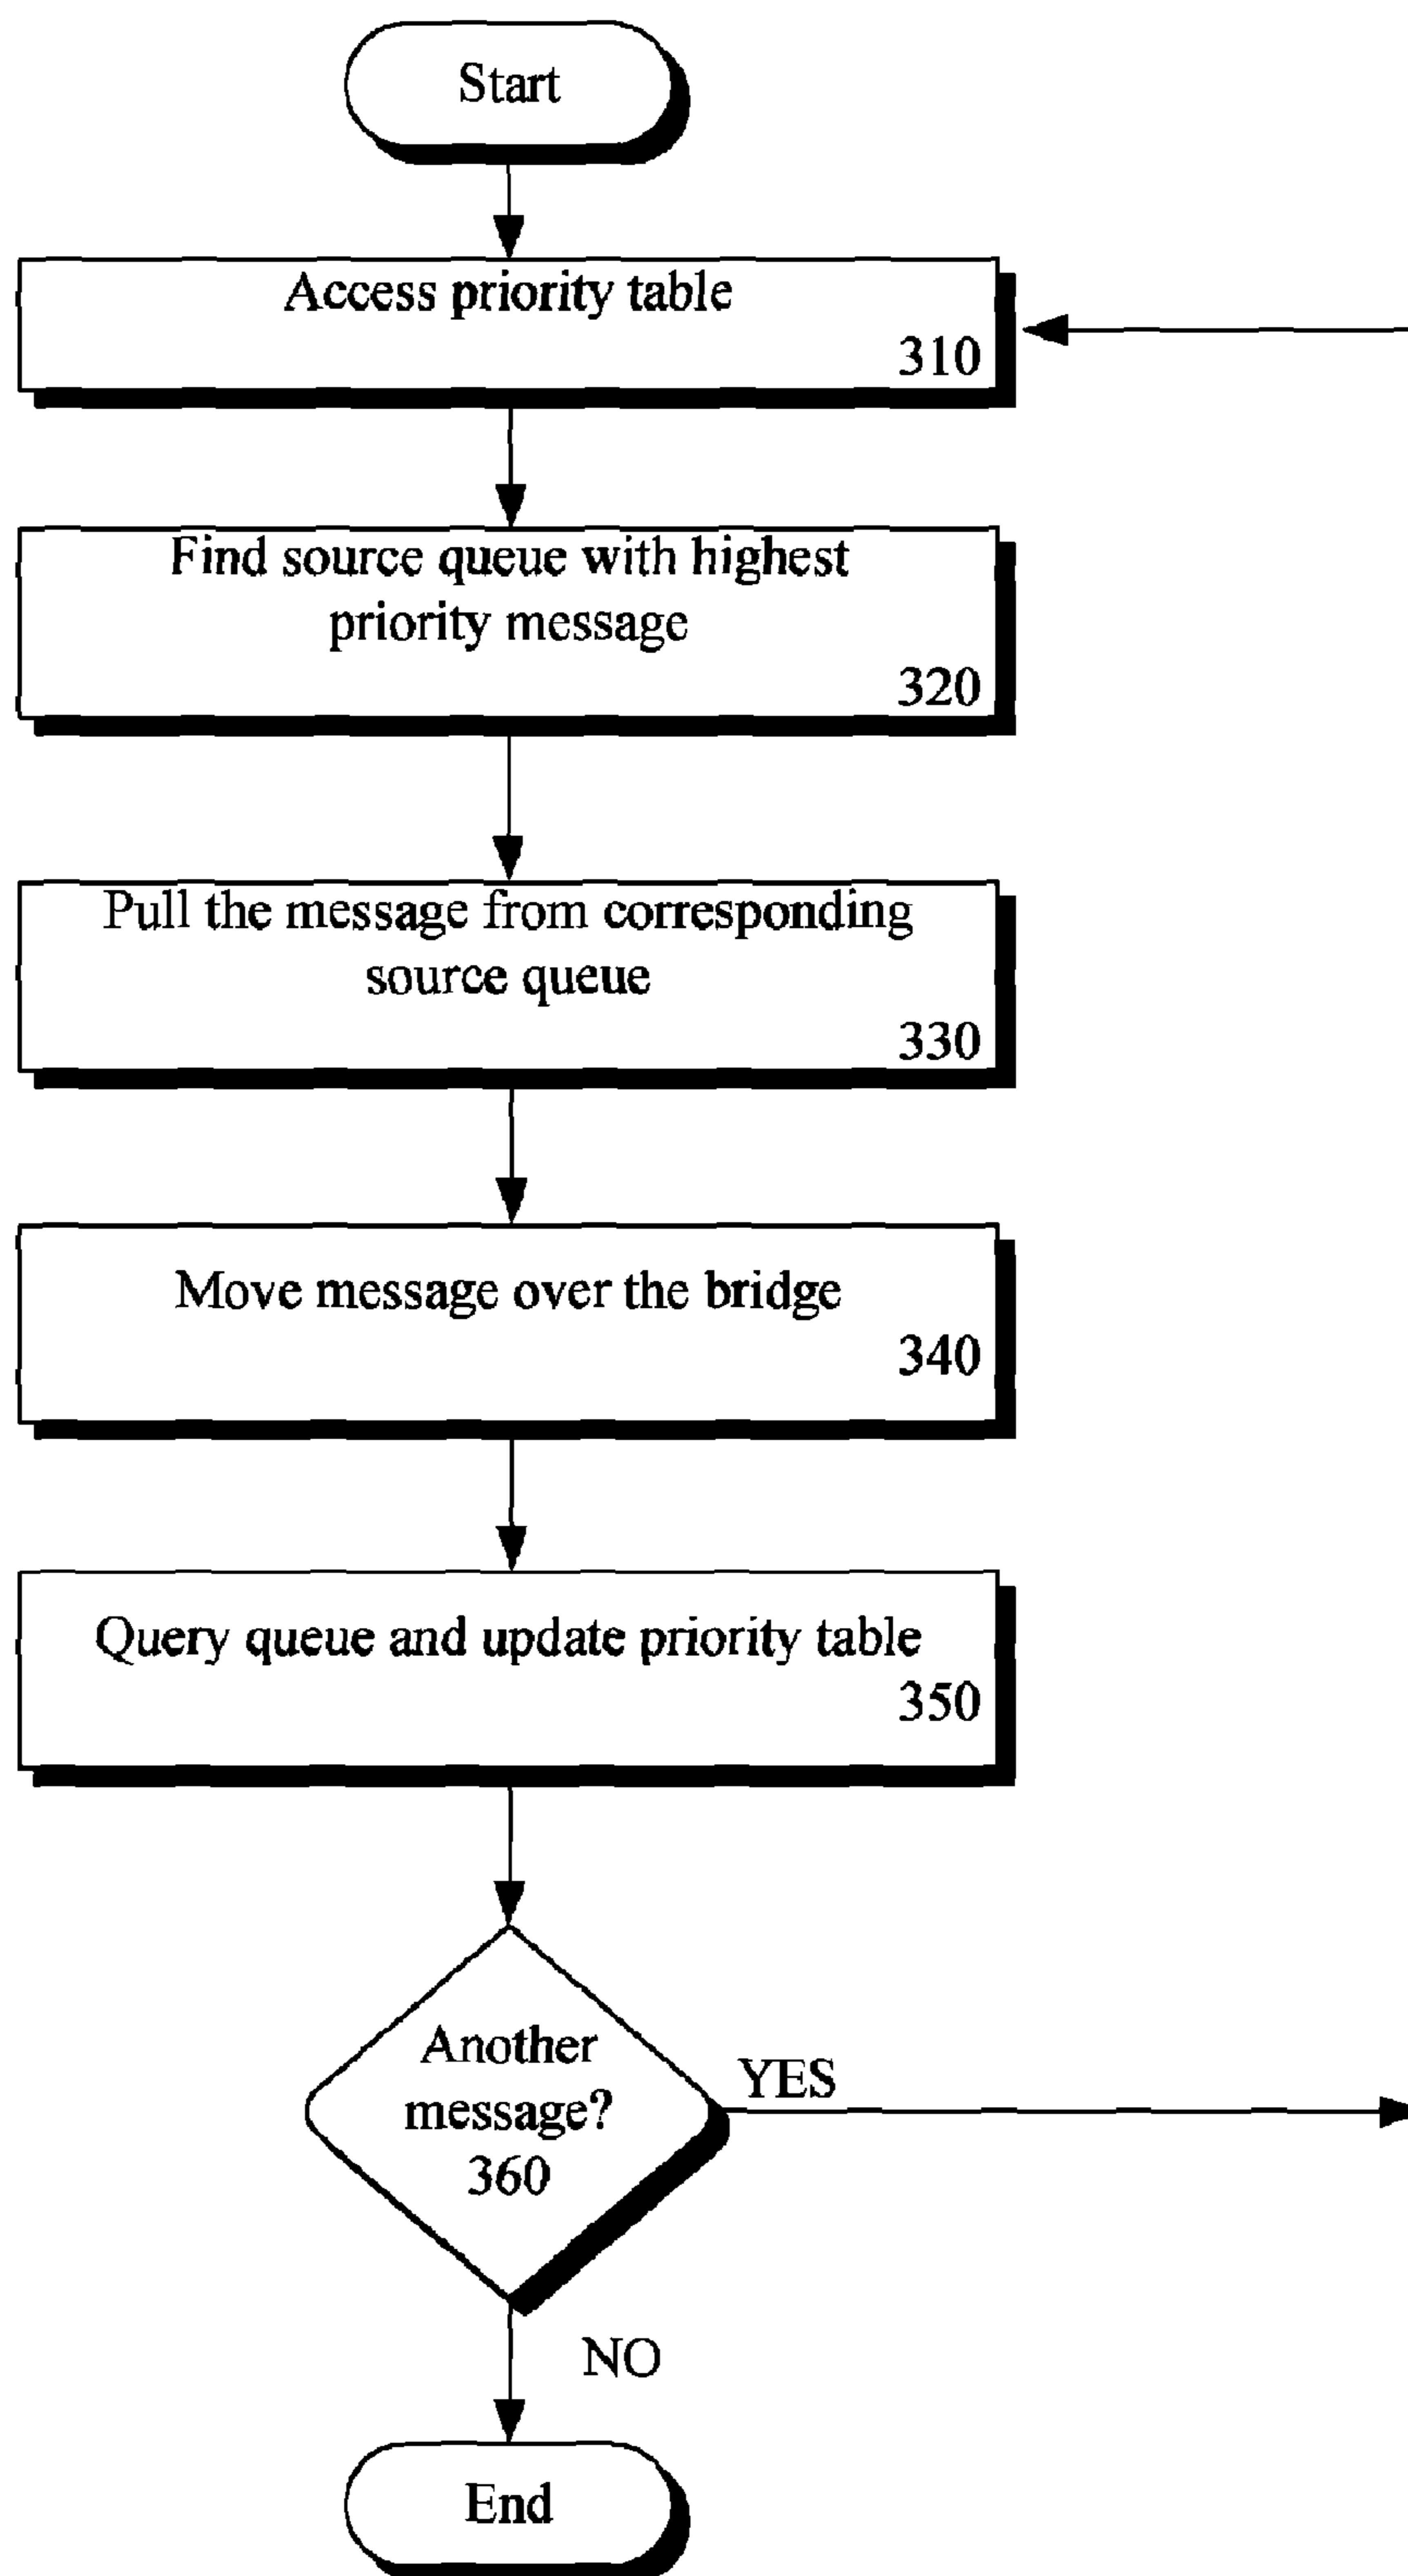 Start
Access priority table
310
Find source queue with highest
priority message
320
Pull the message from corresponding
source queue
330
Move message over the bridge
340
Query queue and update priority table
350
Another
message?
360
YES
NO
End